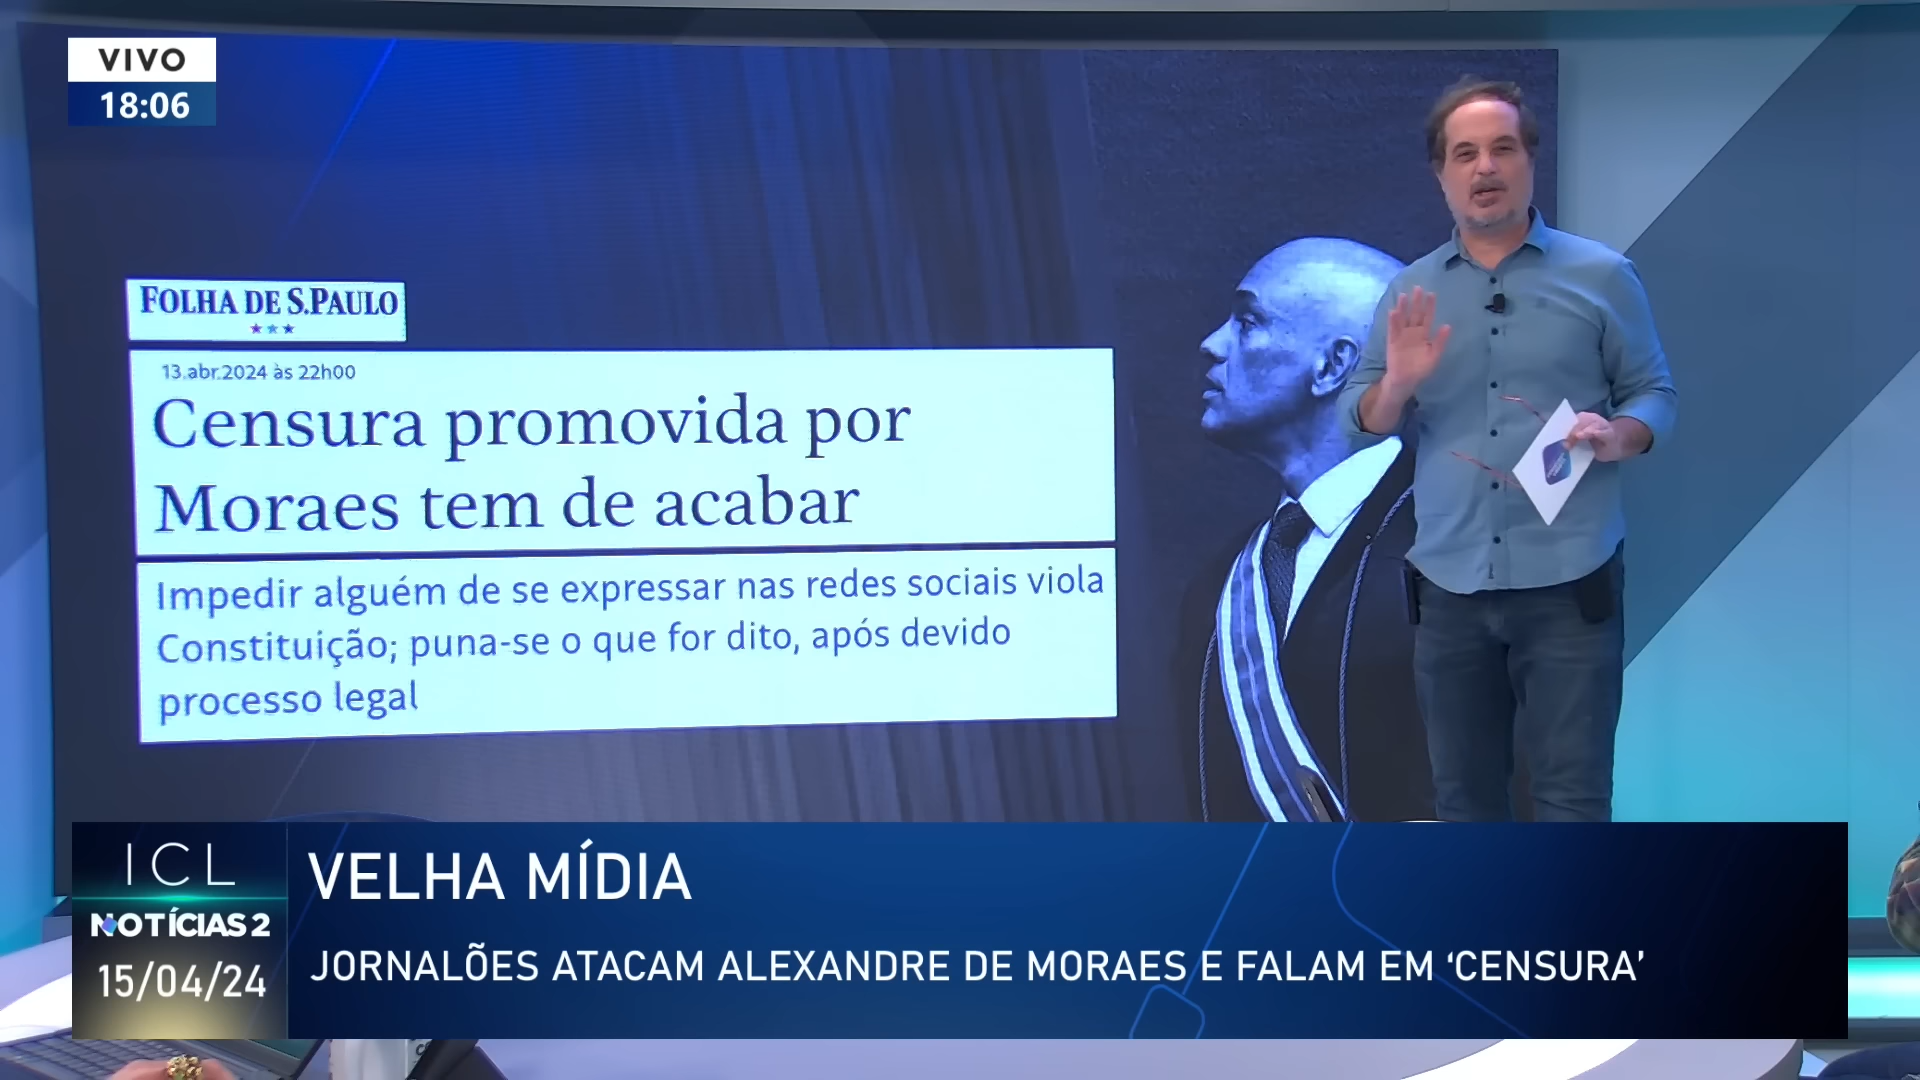 VIVO
18:06
FOLHA DE S.PAULO
13.abr.2024 às 22h00
Censura promovida por
Moraes tem de acabar
Impedir alguém de se expressar nas redes sociais viola
Constituição; puna-se o que for dito, após devido
processo legal
ICL
NOTÍCIAS 2
15/04/24
VELHA MÍDIA
JORNALÕES ATACAM ALEXANDRE DE MORAES E FALAM EM ‘CENSURA’